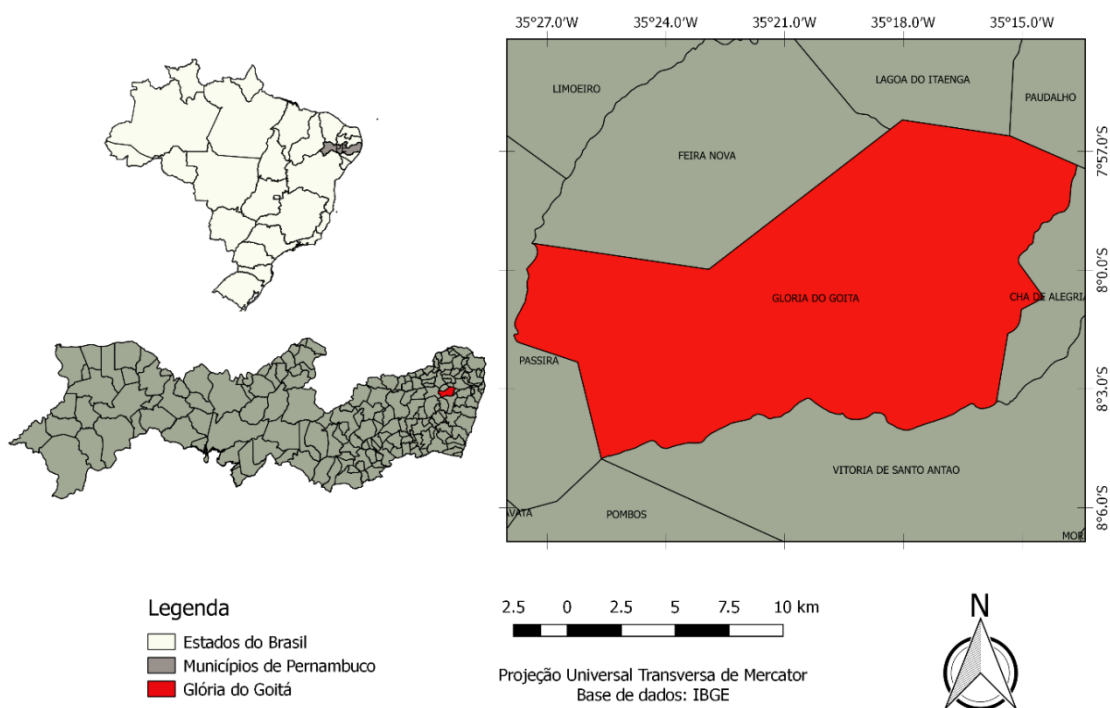 35°27.0'W 35°24.0'W 35°21.0'W 35°18.0'W 35°15.0'W
LIMOEIRO
LAGOA DO ITAENGA
PAUDALHO
FEIRA NOVA
7°57.0'S
8°0.0'S
GLORIA DO GOITA
CHA DE ALEGRIA
PASSIRA
8°3.0'S
VITORIA DE SANTO ANTAO
8°6.0'S
POMBOS
MOR
Legenda
Estados do Brasil
Municípios de Pernambuco
Glória do Goitá
2.5 0 2.5 5 7.5 10 km
Projeção Universal Transversa de Mercator
Base de dados: IBGE
N